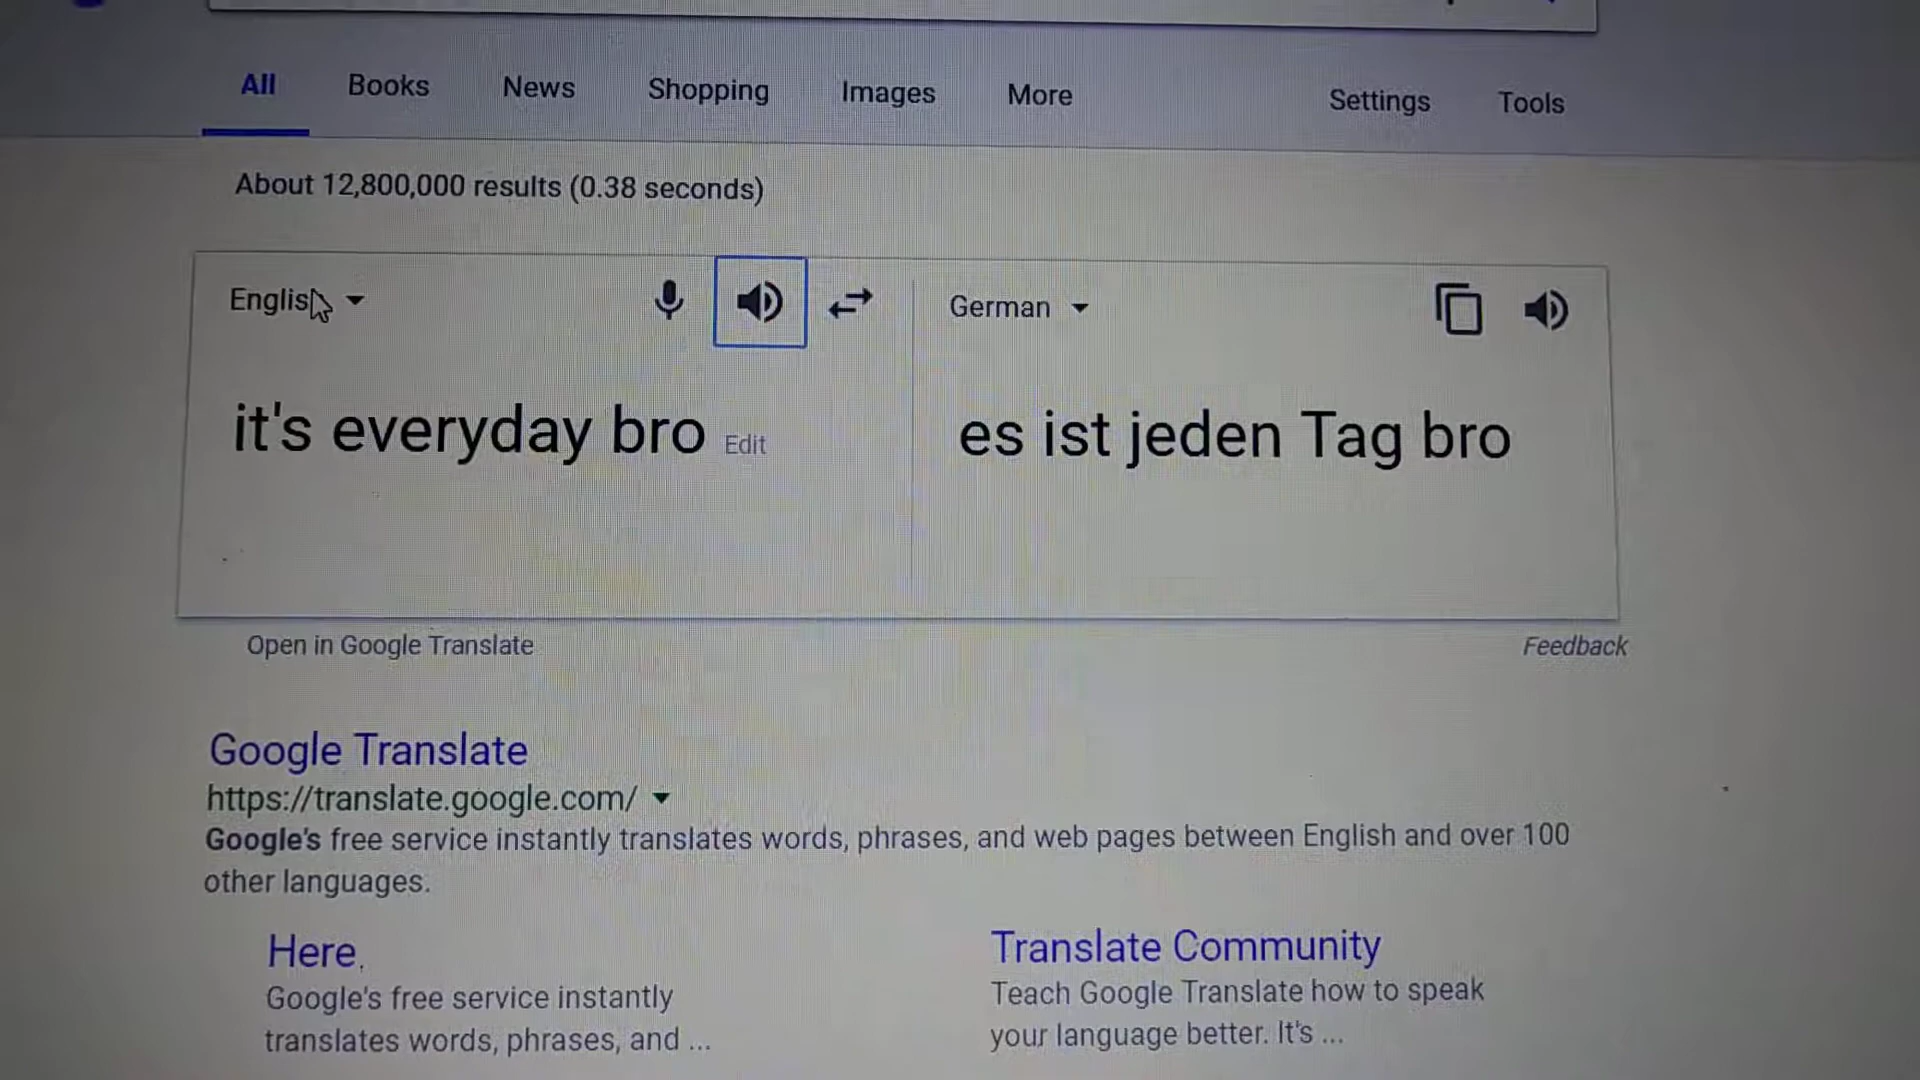 All Books News Shopping Images More Settings Tools
About 12,800,000 results (0.38 seconds)
English German
it's everyday bro Edit
es ist jeden Tag bro
Open in Google Translate Feedback
Google Translate
https://translate.google.com/
Google's free service instantly translates words, phrases, and web pages between English and over 100
other languages.
Here.
Google's free service instantly
translates words, phrases, and ...
Translate Community
Teach Google Translate how to speak
your language better. It's ...